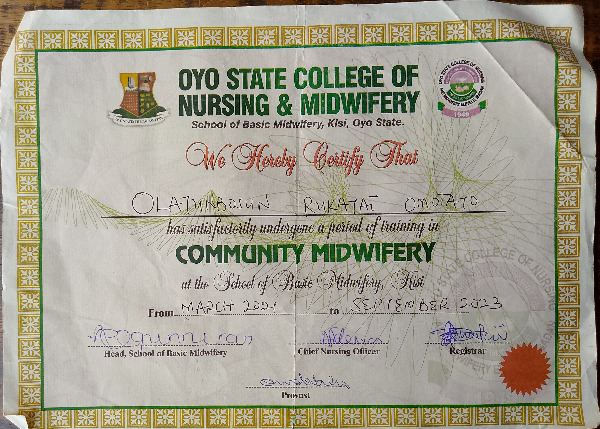 OYO STATE COLLEGE OF
NURSING & MIDWIFERY
School of Basic Midwifery, Kisi, Oyo State.
1949
We Hereby Certify That
RUKAYAT OMOTAYO
has satisfactorily undergone a period of training in
COMMUNITY MIDWIFERY
at the School of Basic Midwifery, Kisi
From MARCH to SEPTEMBER 2023
Head, School of Basic Midwifery
Chief Nursing Officer
Registrar
Provost